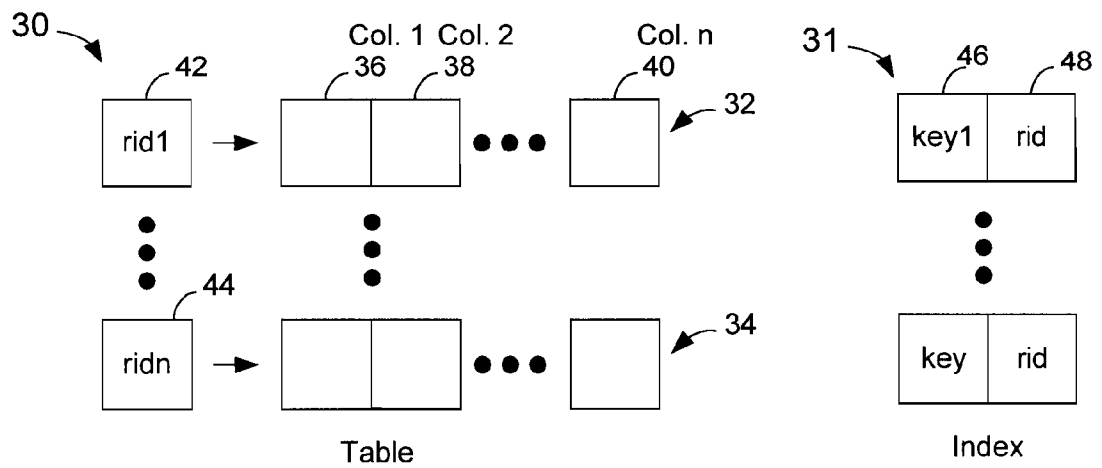 30
Col. 1 Col. 2 Col. n
31
42 36 38 40 46 48
32
rid1 key1 rid
44
34
ridn key rid
Table Index